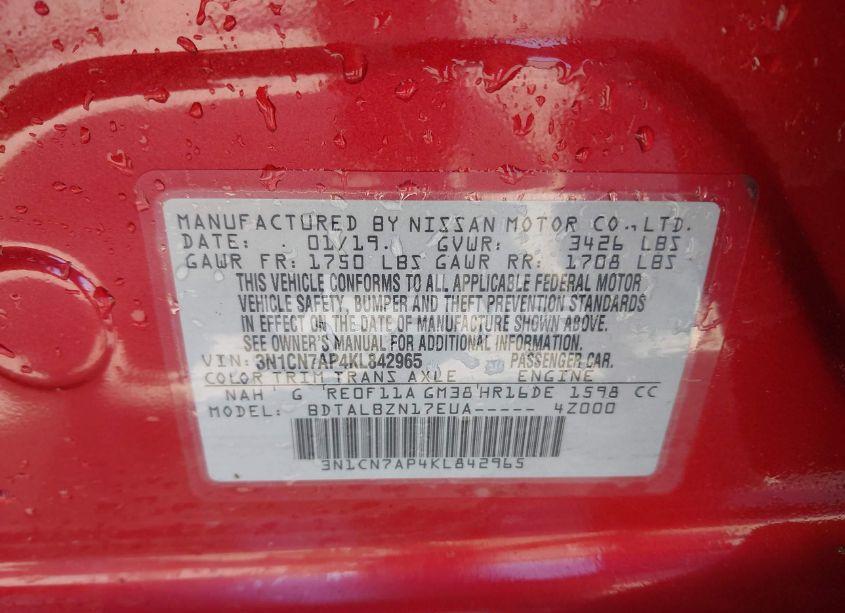 MANUFACTURED BY NISSAN MOTOR CO.,LTD.
DATE: 01/19. GVWR: 3426 LBS
GAWR FR: 1750 LBS GAWR RR: 1708 LBS
THIS VEHICLE CONFORMS TO ALL APPLICABLE FEDERAL MOTOR
VEHICLE SAFETY, BUMPER AND THEFT PREVENTION STANDARDS
IN EFFECT ON THE DATE OF MANUFACTURE SHOWN ABOVE.
SEE OWNER'S MANUAL FOR ADDITIONAL INFORMATION.
VIN: 3N1CN7AP4KL842965 PASSENGER CAR.
COLOR TRIM TRANS AXLE ENGINE
NAH G RE0F11A GM38 HR16DE 1598 CC
MODEL: BDTALBZN17EUA----- 4Z000
3N1CN7AP4KL842965